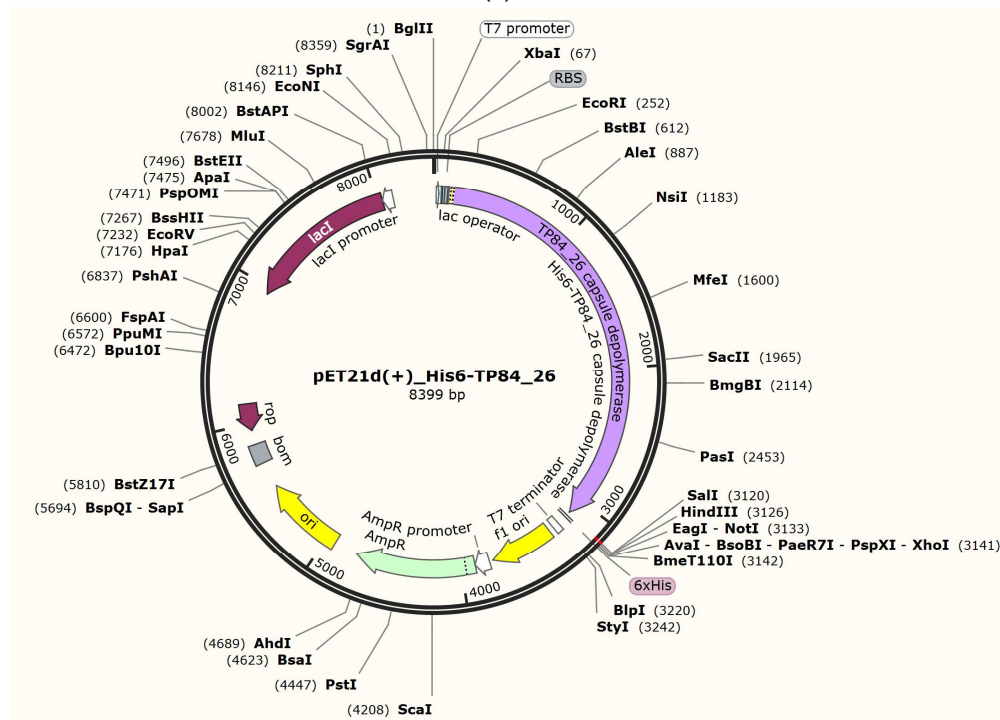 (1) BglII
T7 promoter
(8359) SgrAI
XbaI (67)
(8211) SphI
RBS
(8146) EcoNI
EcoRI (252)
(8002) BstAPI
BstBI (612)
(7678) MluI
AleI (887)
(7496) BstEII
(7475) ApaI
(7471) PspOMI
NsiI (1183)
(7267) BssHII
(7232) EcoRV
(7176) HpaI
(6837) PshAI
MfeI (1600)
(6600) FspAI
(6572) PpuMI
(6472) Bpu10I
SacII (1965)
BmgBI (2114)
PasI (2453)
(5810) BstZ17I
(5694) BspQI - SapI
SalI (3120)
HindIII (3126)
EagI - NotI (3133)
AvaI - BsoBI - PaeR7I - PspXI - XhoI (3141)
BmeT110I (3142)
6xHis
BlpI (3220)
StyI (3242)
(4689) AhdI
(4623) BsaI
(4447) PstI
(4208) ScaI
8000
1000
2000
3000
4000
5000
6000
7000
lacI
lacI promoter
lac operator
TP84_26 capsule depolymerase
His6-TP84_26 capsule depolymerase
pET21d(+)_His6-TP84_26
8399 bp
rop
bom
ori
T7 terminator
f1 ori
AmpR promoter
AmpR